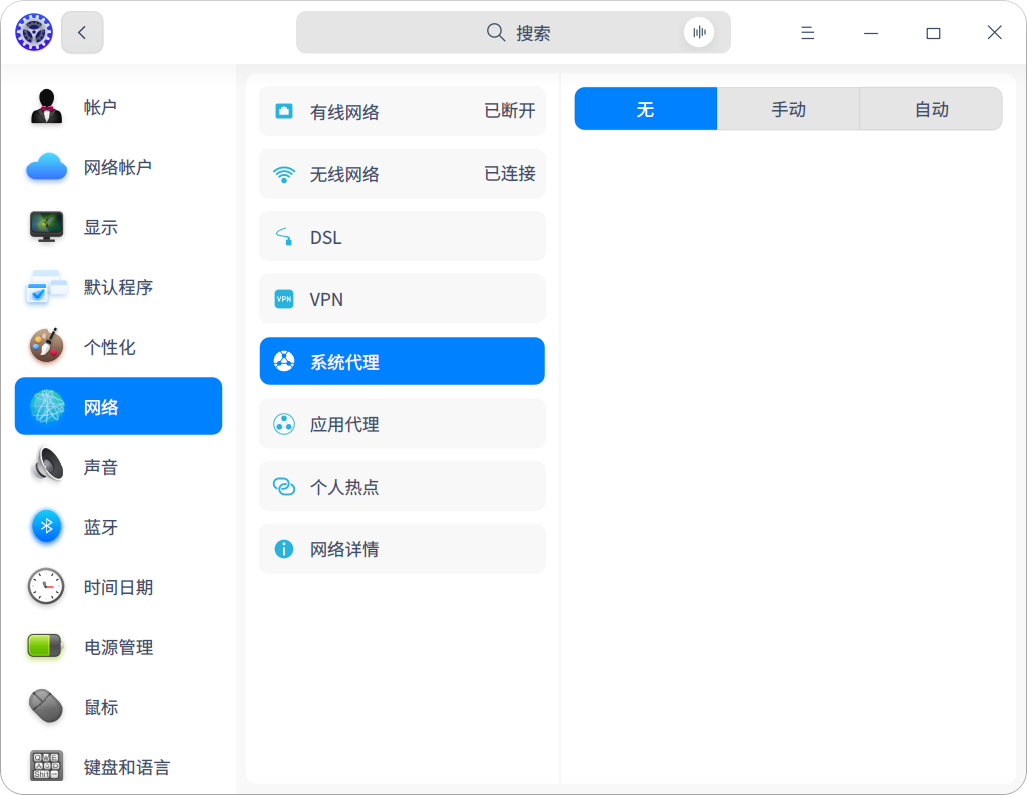 搜索
帐户
网络帐户
显示
默认程序
个性化
网络
声音
蓝牙
时间日期
电源管理
鼠标
键盘和语言
有线网络 已断开
无线网络 已连接
DSL
VPN
VPN
系统代理
应用代理
个人热点
网络详情
无 手动 自动